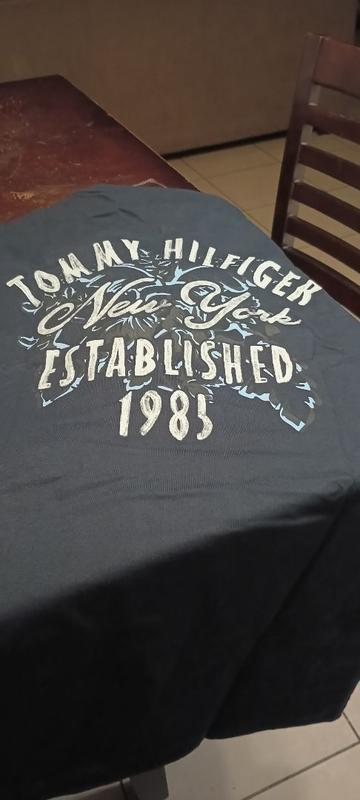 TOMMY HILFIGER
New York
ESTABLISHED
1985